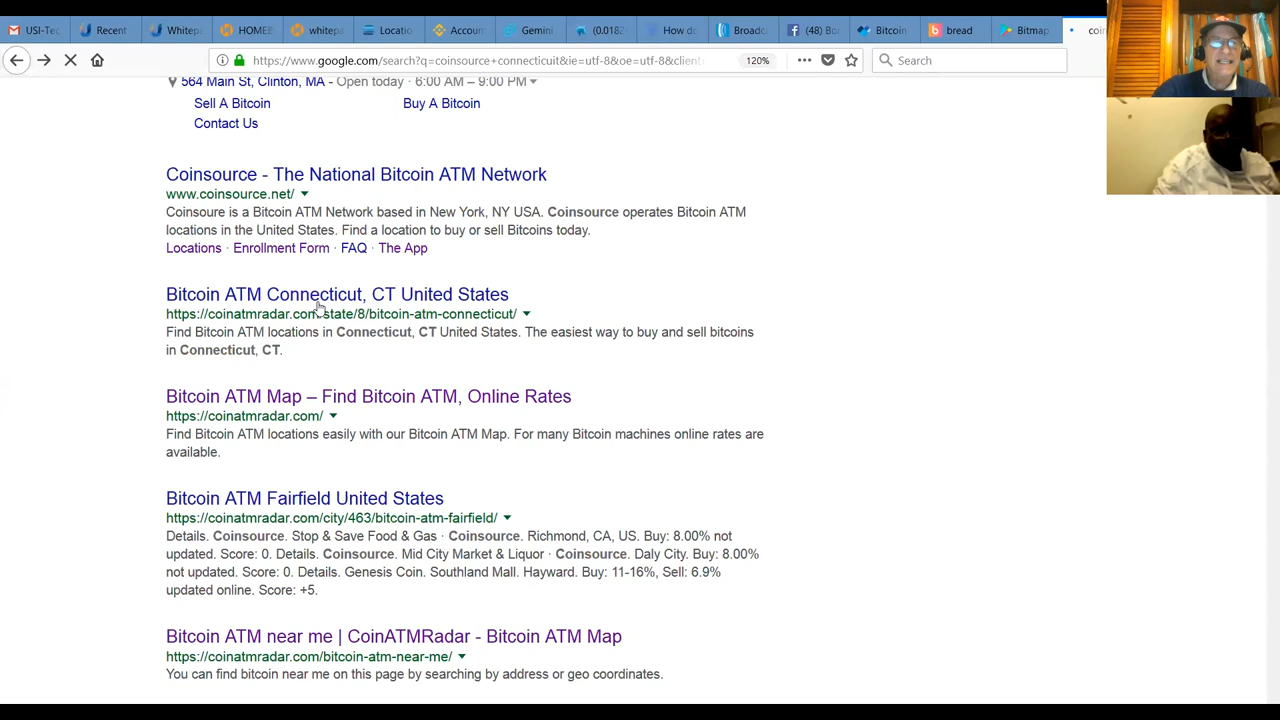 USI-Tec Recent Whitepa HOMEB whitep Locatio Accoun Gemini (0.0182 How do Broadc (48) Bo Bitcoin bread Bitmap coin
https://www.google.com/search?q=coinsource+connecticuit&ie=utf-8&oe=utf-8&client 120% Search
564 Main St, Clinton, MA - Open today · 8:00 AM – 9:00 PM
Sell A Bitcoin Buy A Bitcoin
Contact Us
Coinsource - The National Bitcoin ATM Network
www.coinsource.net/
Coinsoure is a Bitcoin ATM Network based in New York, NY USA. Coinsource operates Bitcoin ATM
locations in the United States. Find a location to buy or sell Bitcoins today.
Locations · Enrollment Form · FAQ · The App
Bitcoin ATM Connecticut, CT United States
https://coinatmradar.com/state/8/bitcoin-atm-connecticut/
Find Bitcoin ATM locations in Connecticut, CT United States. The easiest way to buy and sell bitcoins
in Connecticut, CT.
Bitcoin ATM Map – Find Bitcoin ATM, Online Rates
https://coinatmradar.com/
Find Bitcoin ATM locations easily with our Bitcoin ATM Map. For many Bitcoin machines online rates are
available.
Bitcoin ATM Fairfield United States
https://coinatmradar.com/city/463/bitcoin-atm-fairfield/
Details. Coinsource. Stop & Save Food & Gas · Coinsource. Richmond, CA, US. Buy: 8.00% not
updated. Score: 0. Details. Coinsource. Mid City Market & Liquor · Coinsource. Daly City. Buy: 8.00%
not updated. Score: 0. Details. Genesis Coin. Southland Mall. Hayward. Buy: 11-16%, Sell: 6.9%
updated online. Score: +5.
Bitcoin ATM near me | CoinATMRadar - Bitcoin ATM Map
https://coinatmradar.com/bitcoin-atm-near-me/
You can find bitcoin near me on this page by searching by address or geo coordinates.